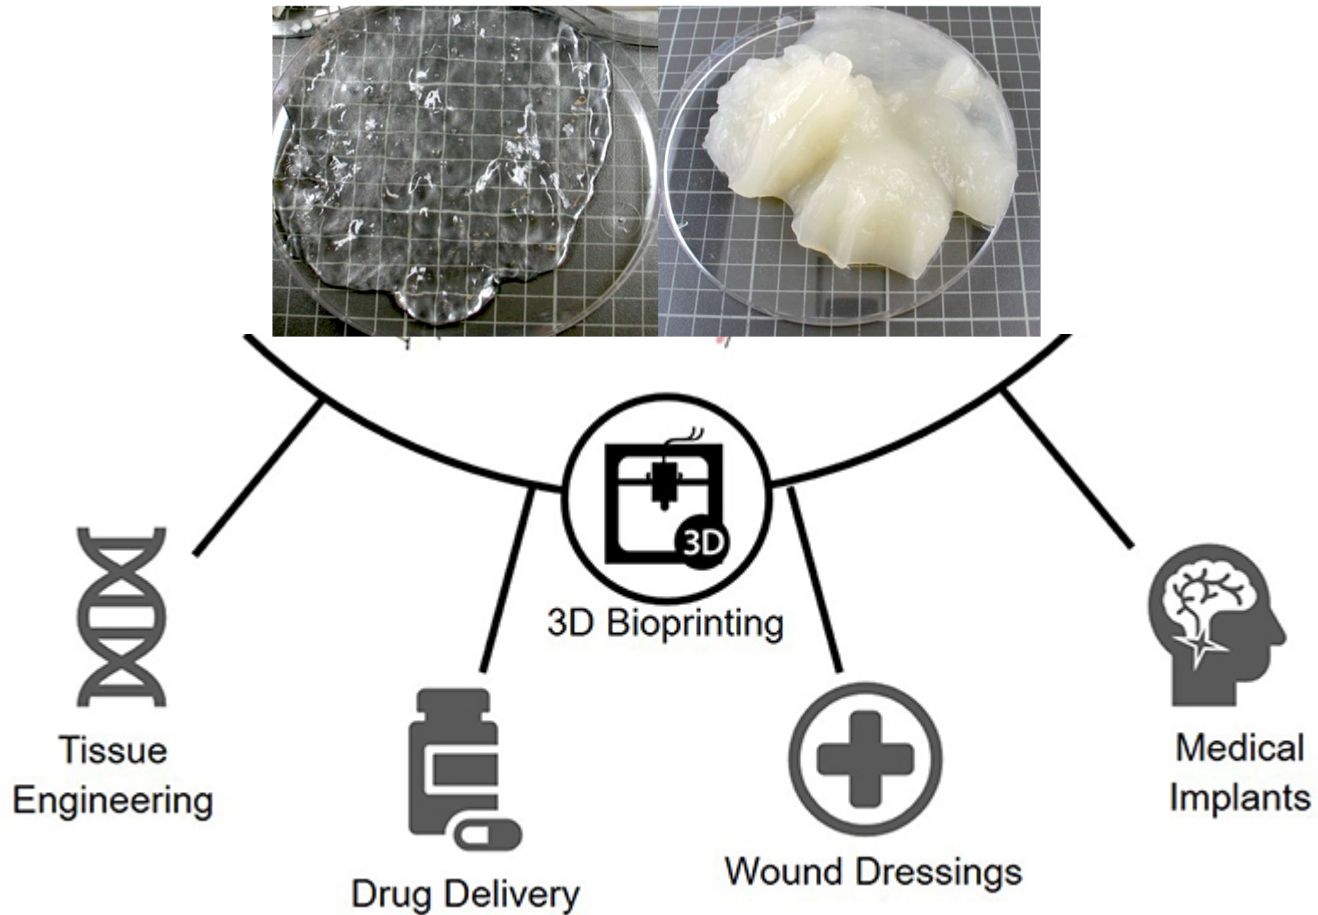 3D
3D Bioprinting
Tissue
Engineering
Drug Delivery
Wound Dressings
Medical
Implants